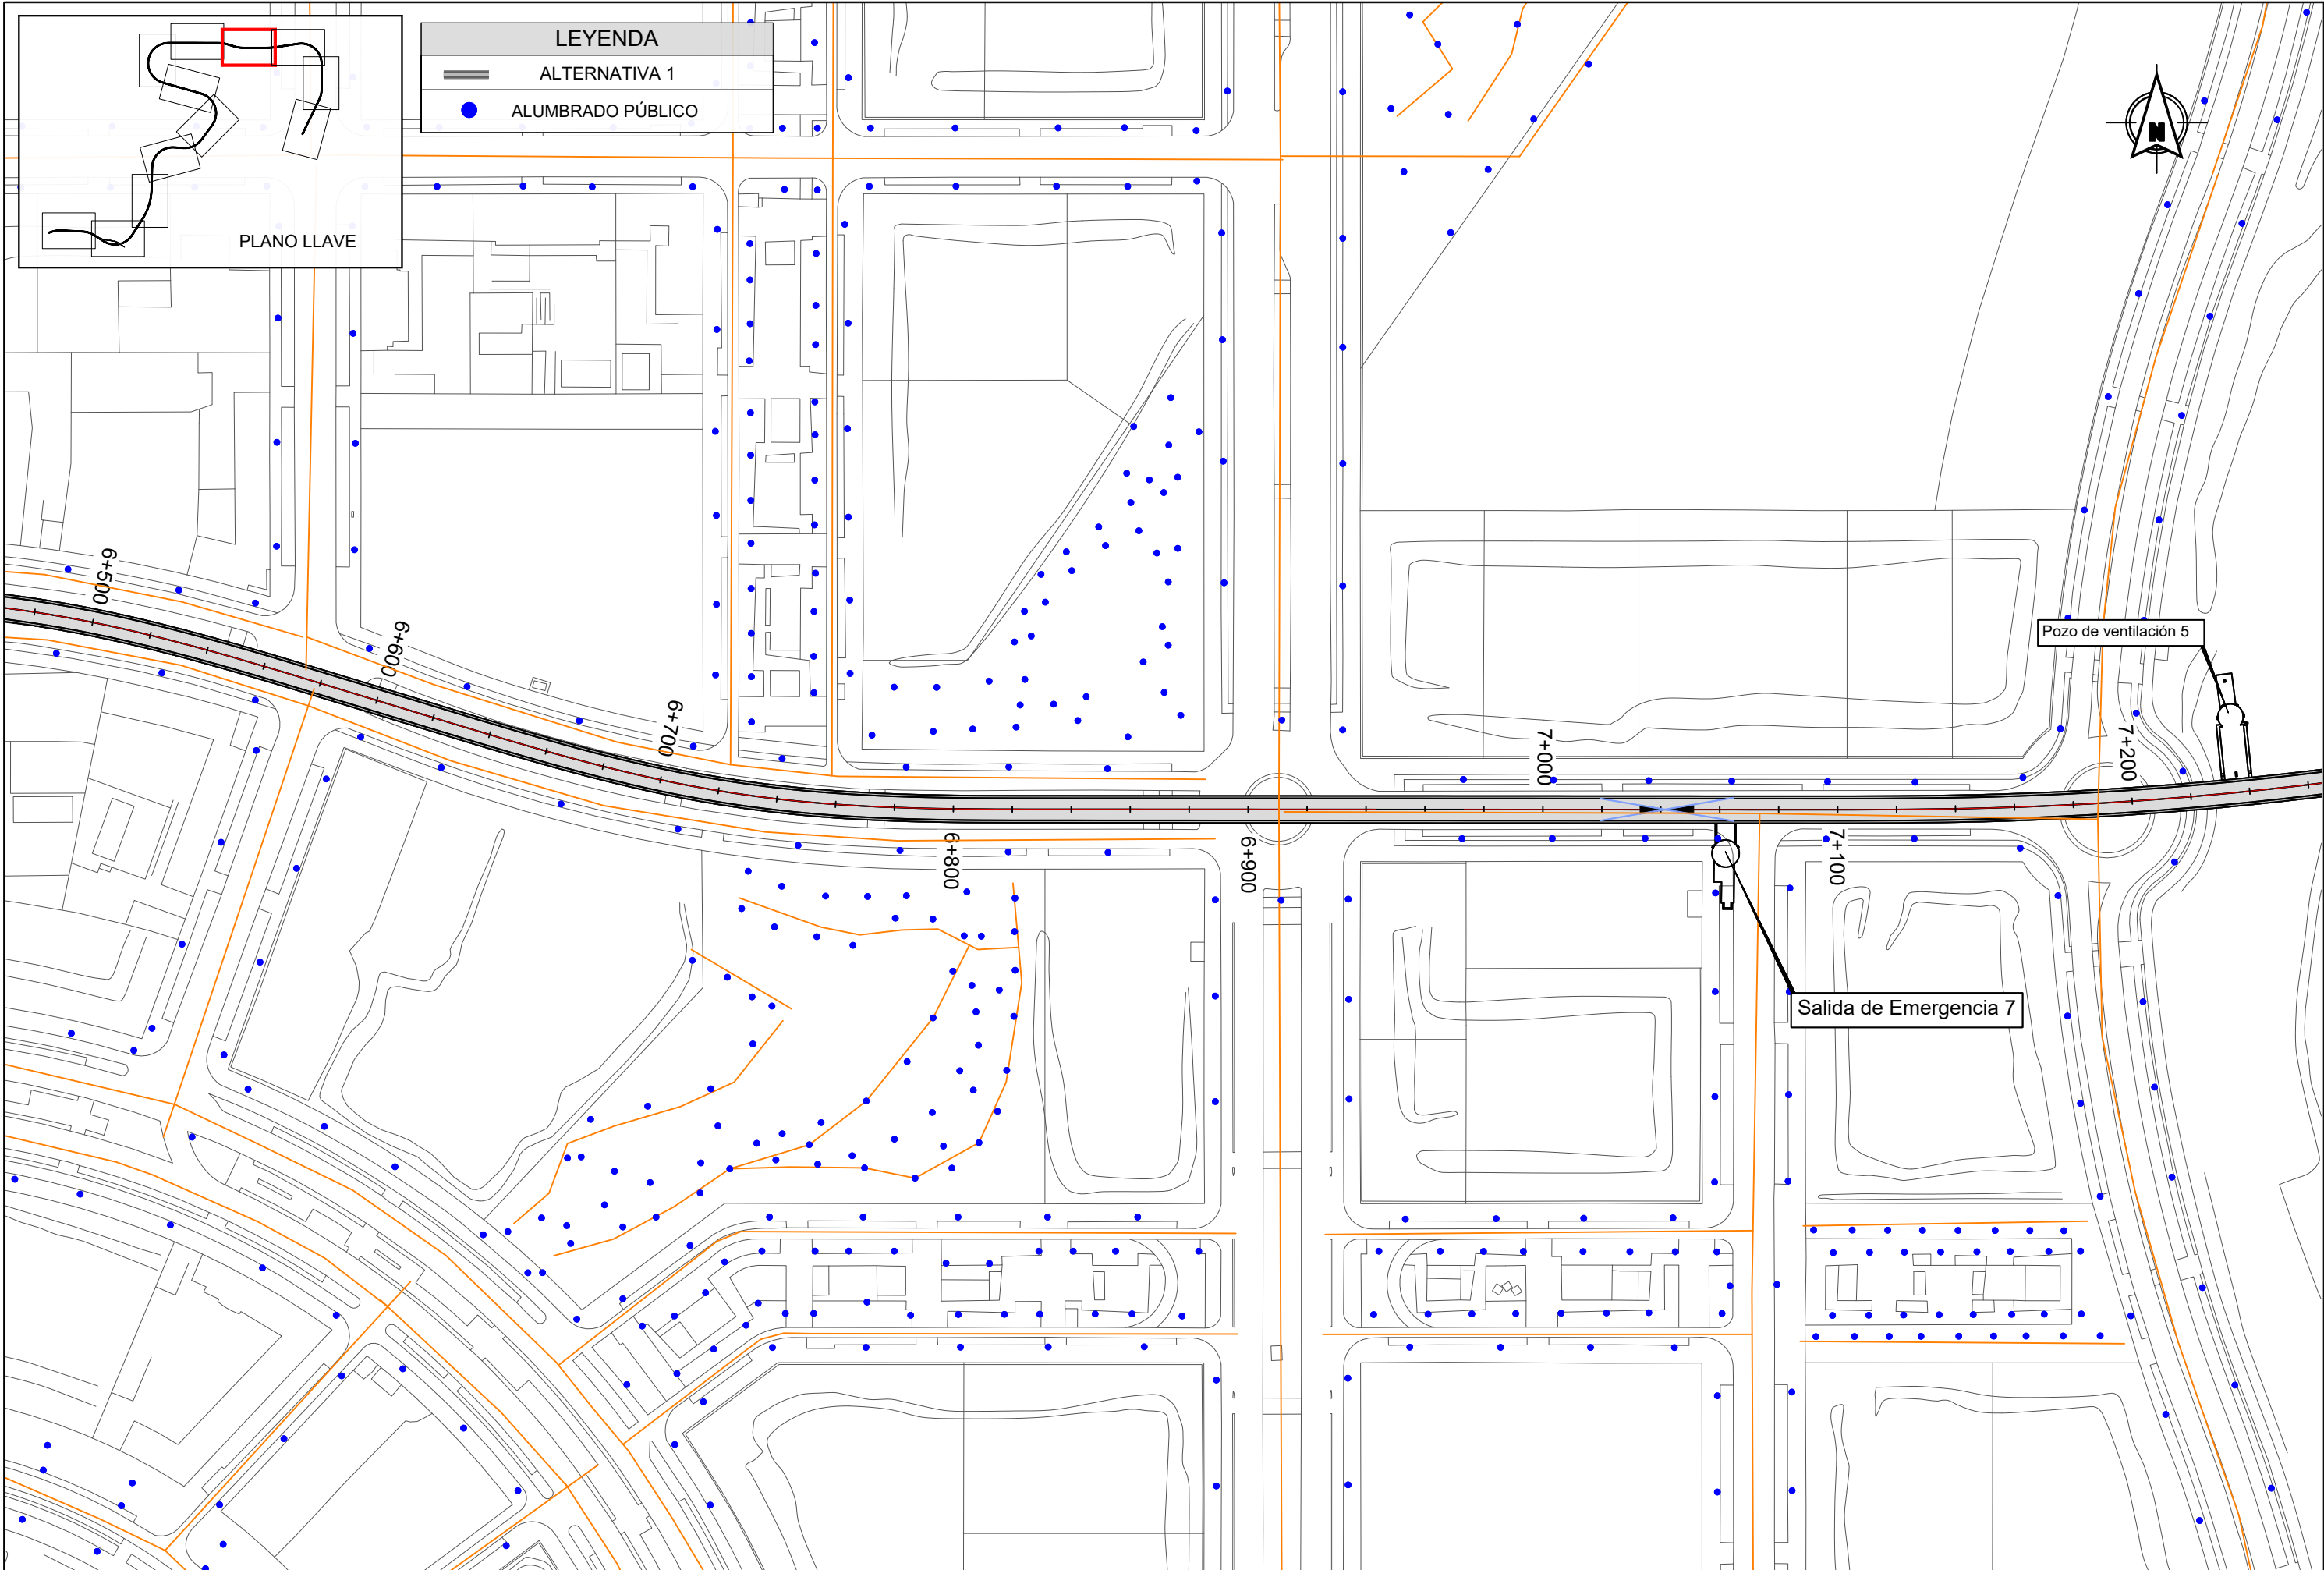 LEYENDA
ALTERNATIVA 1
ALUMBRADO PÚBLICO
PLANO LLAVE
N
6+500
6+600
6+700
6+800
6+900
7+000
7+100
7+200
Pozo de ventilación 5
Salida de Emergencia 7